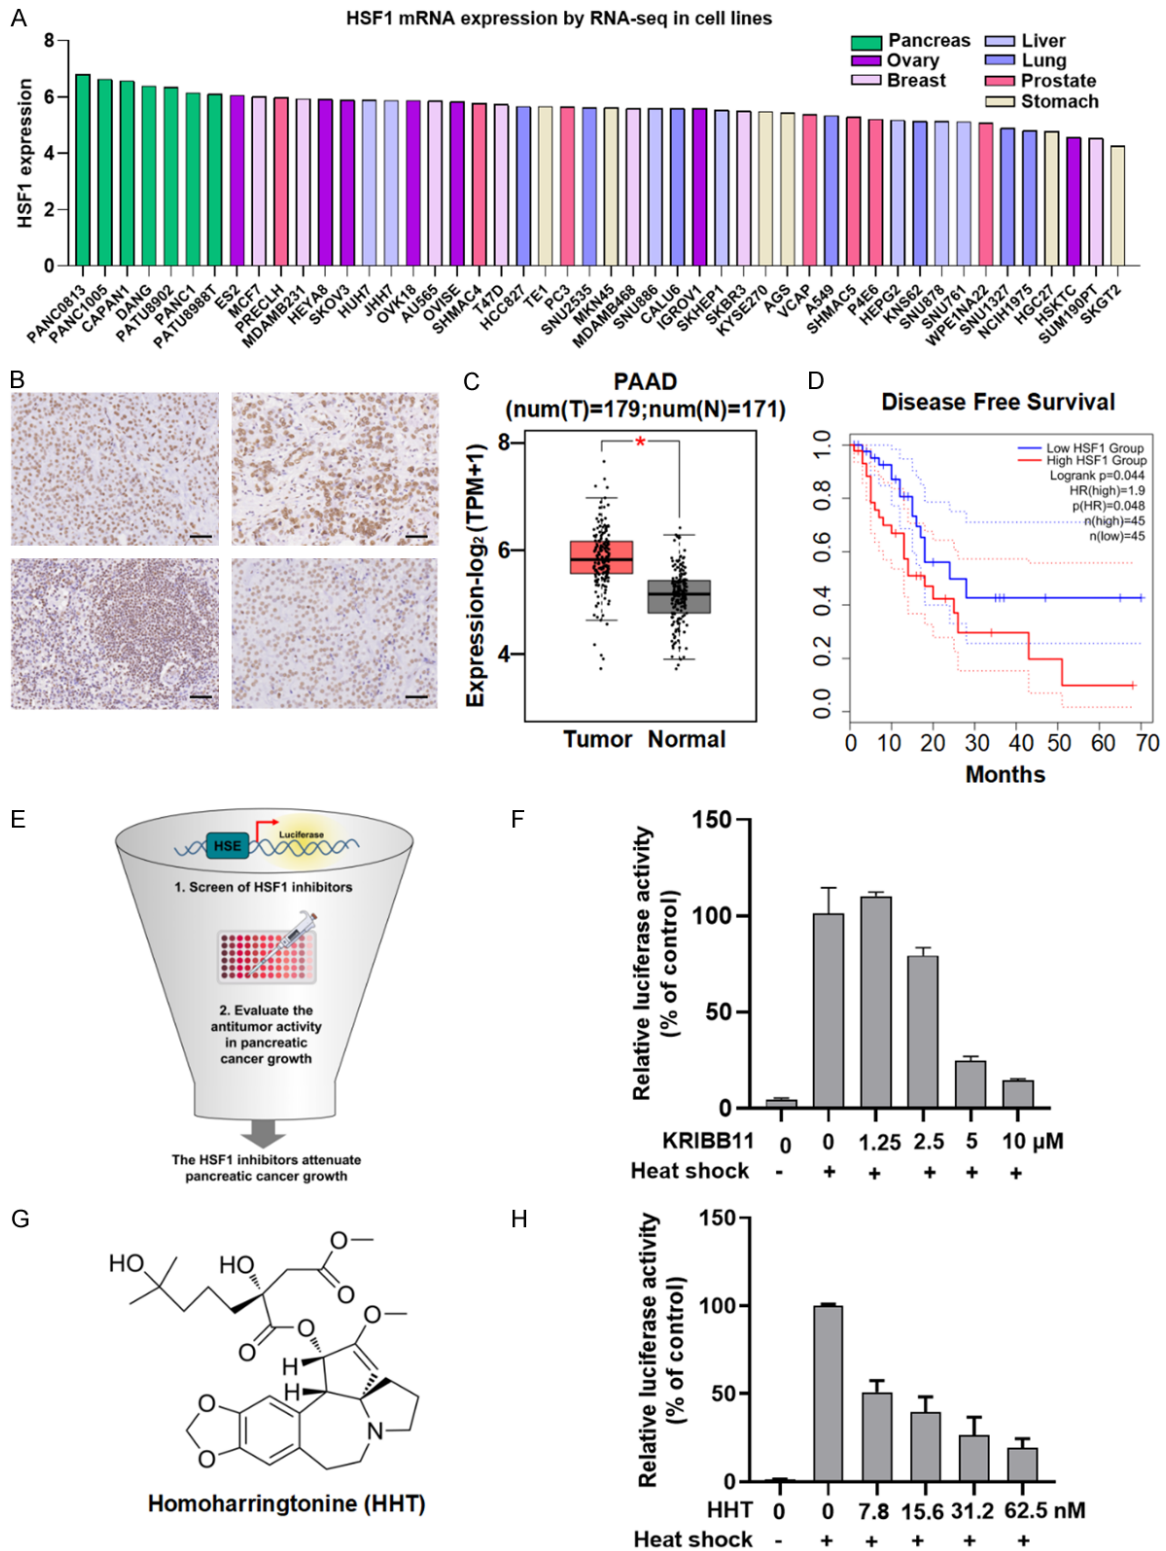 A
HSF1 mRNA expression by RNA-seq in cell lines
8
6
4
2
0
HSF1 expression
Pancreas
Ovary
Breast
Liver
Lung
Prostate
Stomach
PANC0813
PANC1005
CAPAN1
DANG
PATU8902
PANC1
PATU8988T
ES2
MCF7
PRECLH
MDAMB231
HEYA8
SKOV3
HUH7
JHH7
OVK18
AU565
OVISE
SHMAC4
T47D
HCC827
TE1
PC3
SNU2535
MKN45
MDAMB468
SNU886
CALU6
IGROV1
SKHEP1
SKBR3
KYSE270
AGS
VCAP
A549
SHMAC5
P4E6
HEPG2
KNS62
SNU878
SNU761
WPE1NA22
SNU1327
NCIH1975
HGC27
HSKTC
SUM190PT
SKGT2
B
C
PAAD
(num(T)=179;num(N)=171)
8
6
4
Expression-log2 (TPM+1)
*
Tumor Normal
D
Disease Free Survival
Low HSF1 Group
High HSF1 Group
Logrank p=0.044
HR(high)=1.9
p(HR)=0.048
n(high)=45
n(low)=45
1.0
0.8
0.6
0.4
0.2
0.0
0 10 20 30 40 50 60 70
Months
E
HSE
Luciferase
1. Screen of HSF1 inhibitors
2. Evaluate the
antitumor activity
in pancreatic
cancer growth
The HSF1 inhibitors attenuate
pancreatic cancer growth
F
Relative luciferase activity
(% of control)
150
100
50
0
KRIBB11 0 0 1.25 2.5 5 10 μM
Heat shock - + + + + +
G
HO
HO
O
O
O
O
O
H
H
O
O
N
Homoharringtonine (HHT)
H
Relative luciferase activity
(% of control)
150
100
50
0
HHT 0 0 7.8 15.6 31.2 62.5 nM
Heat shock - + + + + +